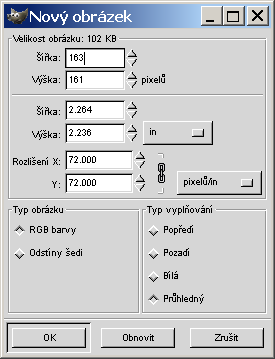 Nový obrázek
Velikost obrázku: 102 KB
Šířka: 163
Výška: 161 pixelů
Šířka: 2.264
Výška: 2.236 in
Rozlišení X: 72.000
Y: 72.000 pixelů/in
Typ obrázku
RGB barvy
Odstíny šedi
Typ vyplňování
Popředí
Pozadí
Bílá
Průhledný
OK Obnovit Zrušit